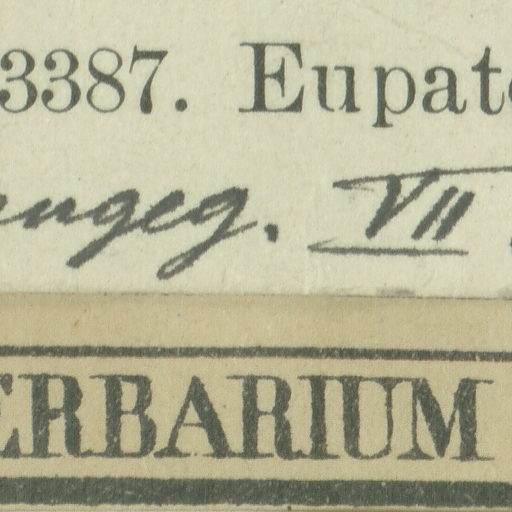 3387. Eupat
engeg. VII
ERBARIUM